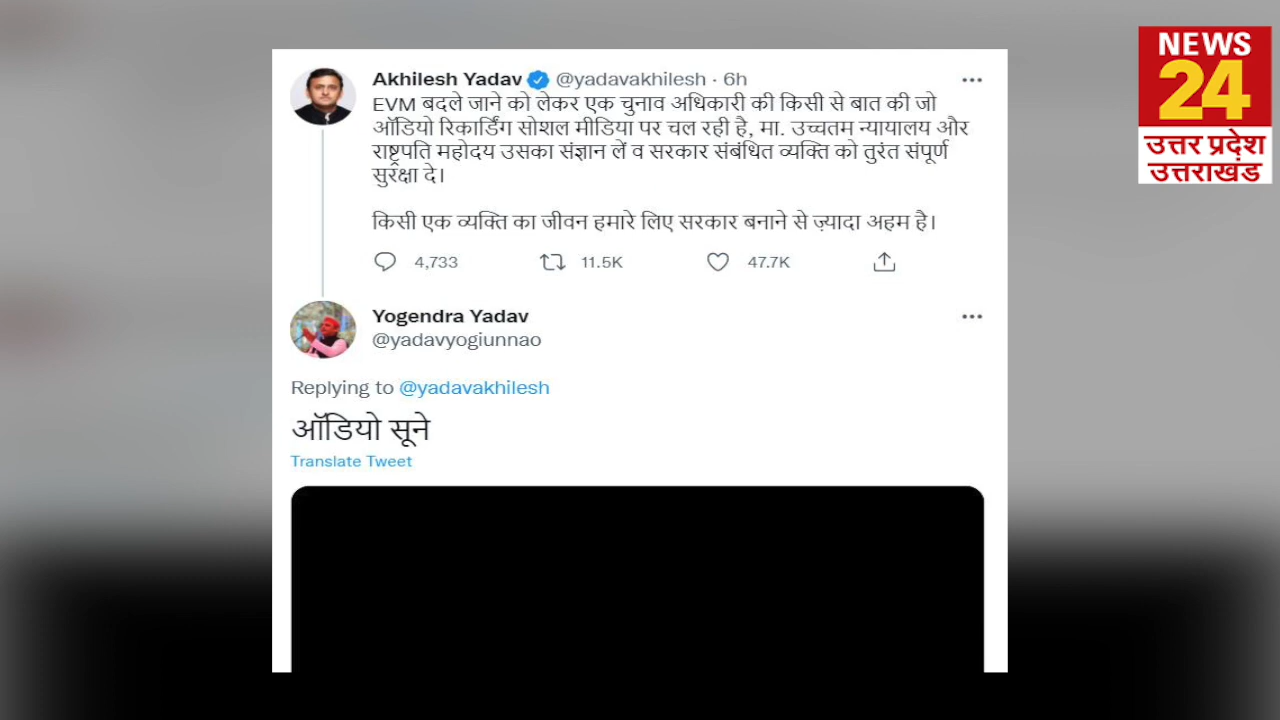 NEWS
24
उत्तर प्रदेश
उत्तराखंड
Akhilesh Yadav @yadavakhilesh · 6h
EVM बदले जाने को लेकर एक चुनाव अधिकारी की किसी से बात की जो
ऑडियो रिकार्डिंग सोशल मीडिया पर चल रही है, मा. उच्चतम न्यायालय और
राष्ट्रपति महोदय उसका संज्ञान लें व सरकार संबंधित व्यक्ति को तुरंत संपूर्ण
सुरक्षा दे।
किसी एक व्यक्ति का जीवन हमारे लिए सरकार बनाने से ज़्यादा अहम है।
4,733 11.5K 47.7K
Yogendra Yadav
@yadavyogiunnao
Replying to @yadavakhilesh
ऑडियो सूने
Translate Tweet